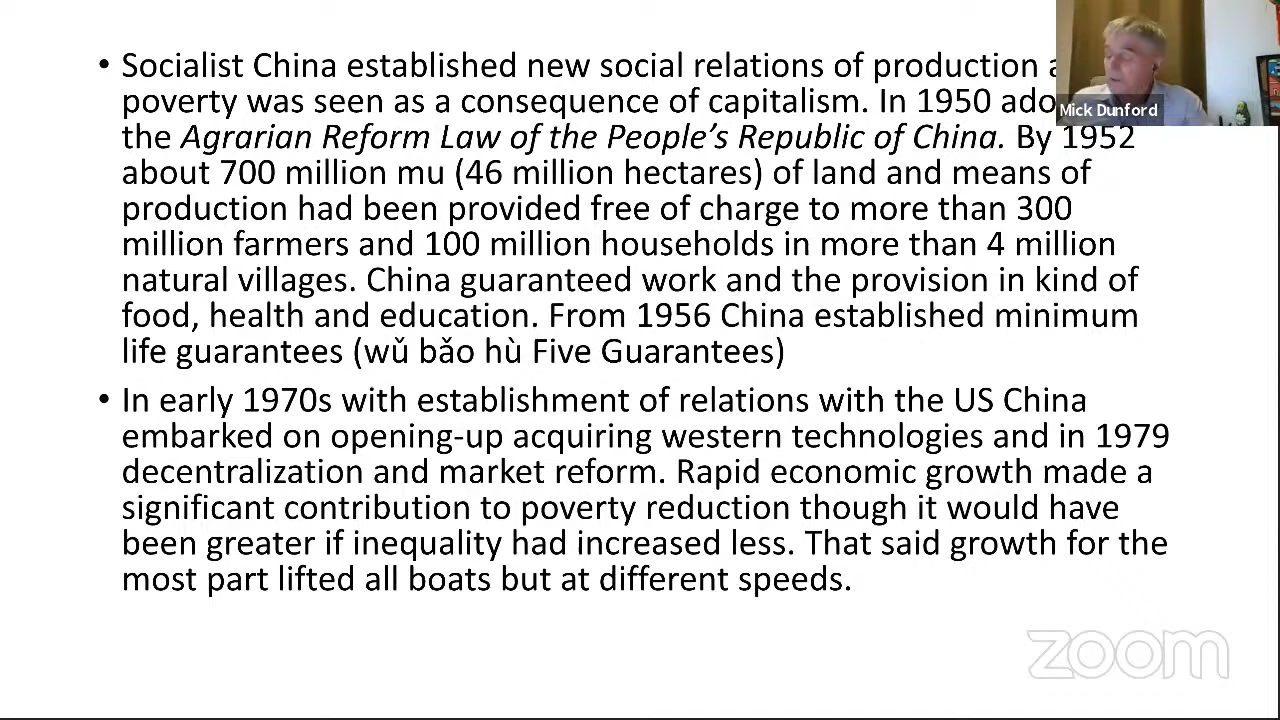 • Socialist China established new social relations of production
poverty was seen as a consequence of capitalism. In 1950
the Agrarian Reform Law of the People's Republic of China. By 1952
about 700 million mu (46 million hectares) of land and means of
production had been provided free of charge to more than 300
million farmers and 100 million households in more than 4 million
natural villages. China guaranteed work and the provision in kind of
food, health and education. From 1956 China established minimum
life guarantees (wǔ bǎo hù Five Guarantees)
• In early 1970s with establishment of relations with the US China
embarked on opening-up acquiring western technologies and in 1979
decentralization and market reform. Rapid economic growth made a
significant contribution to poverty reduction though it would have
been greater if inequality had increased less. That said growth for the
most part lifted all boats but at different speeds.
Mick Dunford
zoom